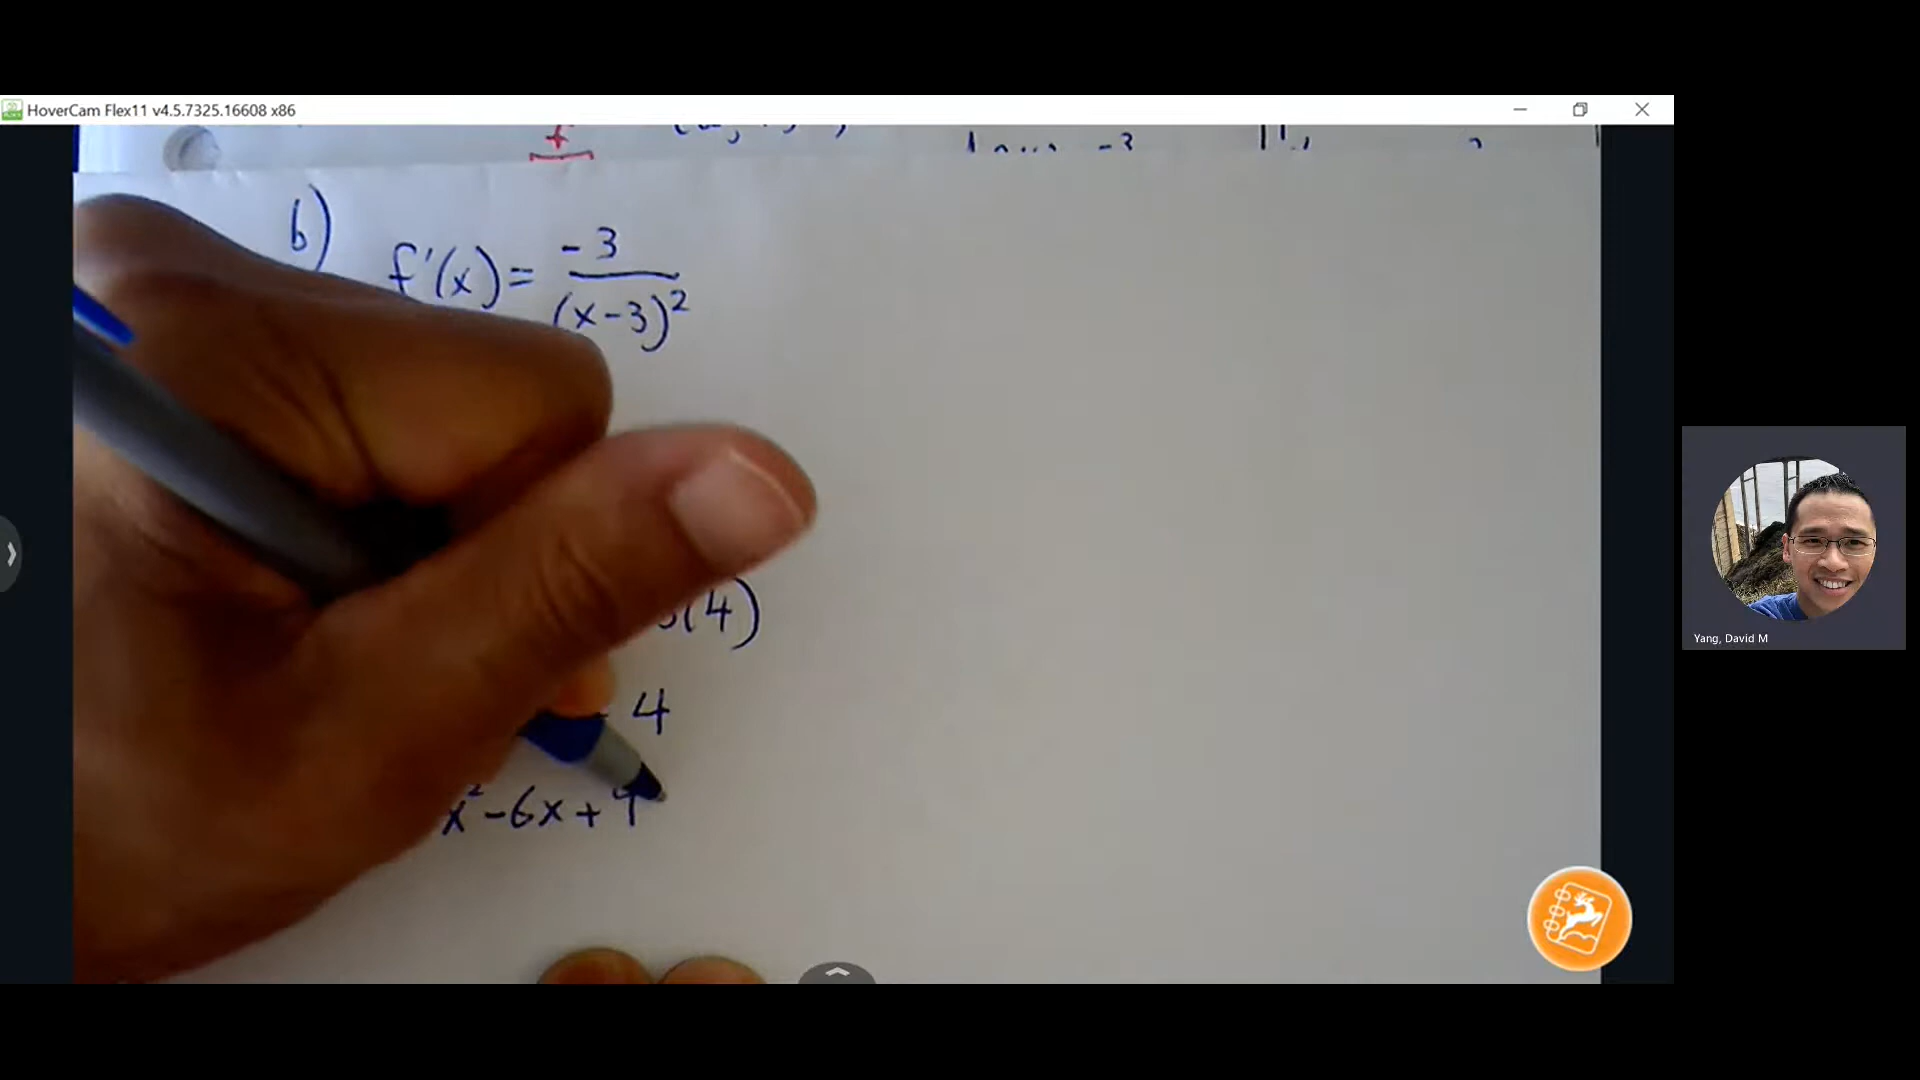 HoverCam Flex11 v4.5.7325.16608 x86
b)
f'(x) = -3
(x-3)²
(4)
4
x² - 6x + 9
Yang, David M